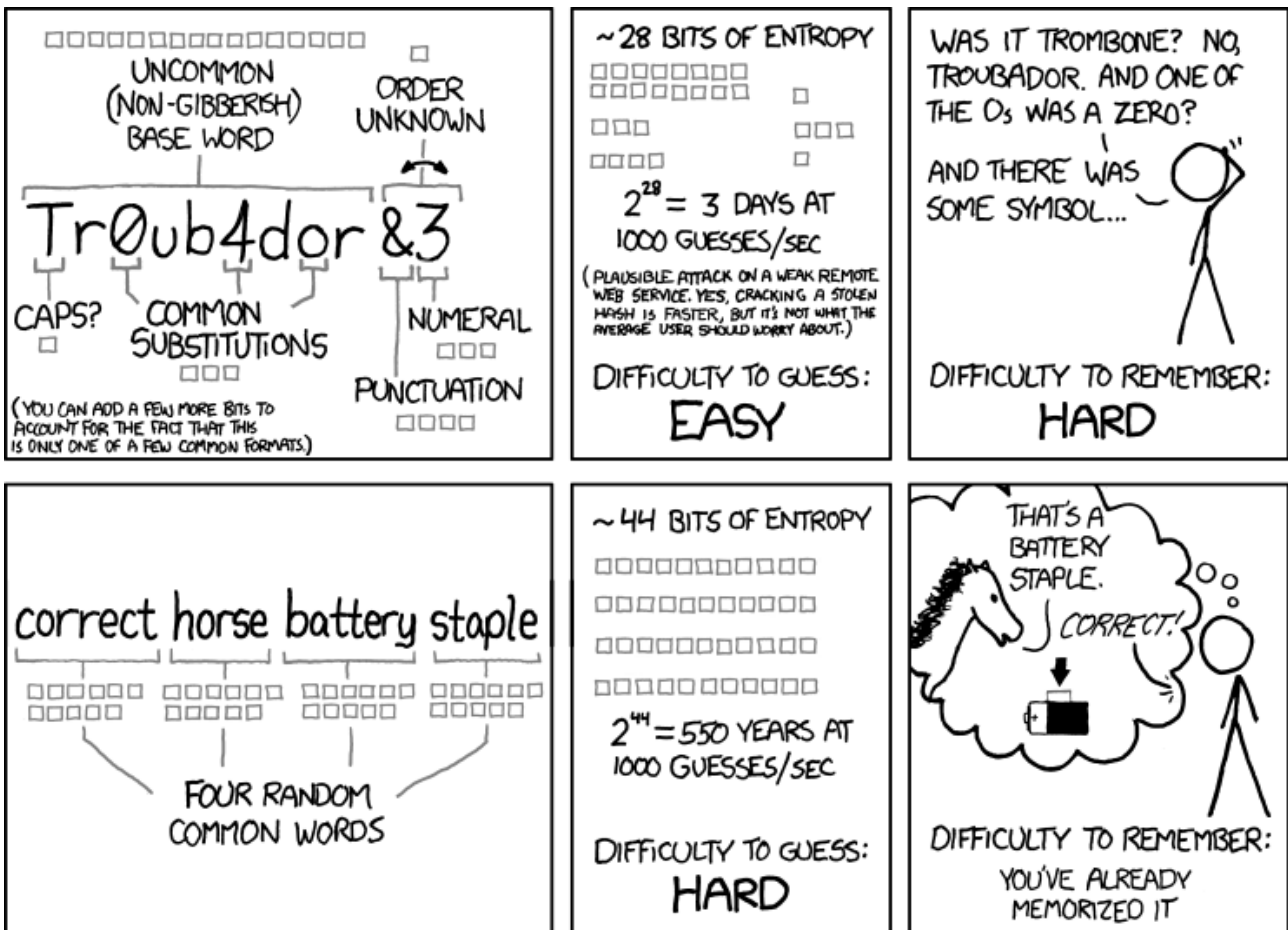 UNCOMMON
(NON-GIBBERISH)
BASE WORD
ORDER
UNKNOWN
Tr0ub4dor &3
CAPS?
COMMON
SUBSTITUTIONS
NUMERAL
PUNCTUATION
(YOU CAN ADD A FEW MORE BITS TO
ACCOUNT FOR THE FACT THAT THIS
IS ONLY ONE OF A FEW COMMON FORMATS.)
~28 BITS OF ENTROPY
2²⁸ = 3 DAYS AT
1000 GUESSES/SEC
(PLAUSIBLE ATTACK ON A WEAK REMOTE
WEB SERVICE. YES, CRACKING A STOLEN
HASH IS FASTER, BUT IT'S NOT WHAT THE
AVERAGE USER SHOULD WORRY ABOUT.)
DIFFICULTY TO GUESS:
EASY
WAS IT TROMBONE? NO,
TROUBADOR. AND ONE OF
THE Os WAS A ZERO?
AND THERE WAS
SOME SYMBOL...
DIFFICULTY TO REMEMBER:
HARD
correct horse battery staple
FOUR RANDOM
COMMON WORDS
~44 BITS OF ENTROPY
2⁴⁴ = 550 YEARS AT
1000 GUESSES/SEC
DIFFICULTY TO GUESS:
HARD
THAT'S A
BATTERY
STAPLE.
CORRECT!
+
DIFFICULTY TO REMEMBER:
YOU'VE ALREADY
MEMORIZED IT